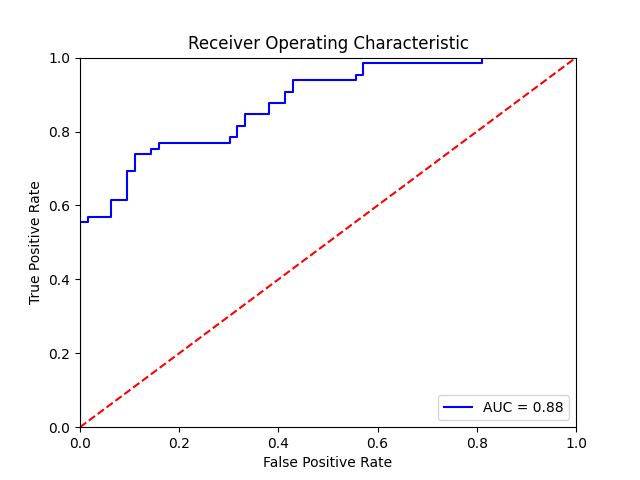 Receiver Operating Characteristic
True Positive Rate
1.0
0.8
0.6
0.4
0.2
0.0
AUC = 0.88
0.0 0.2 0.4 0.6 0.8 1.0
False Positive Rate